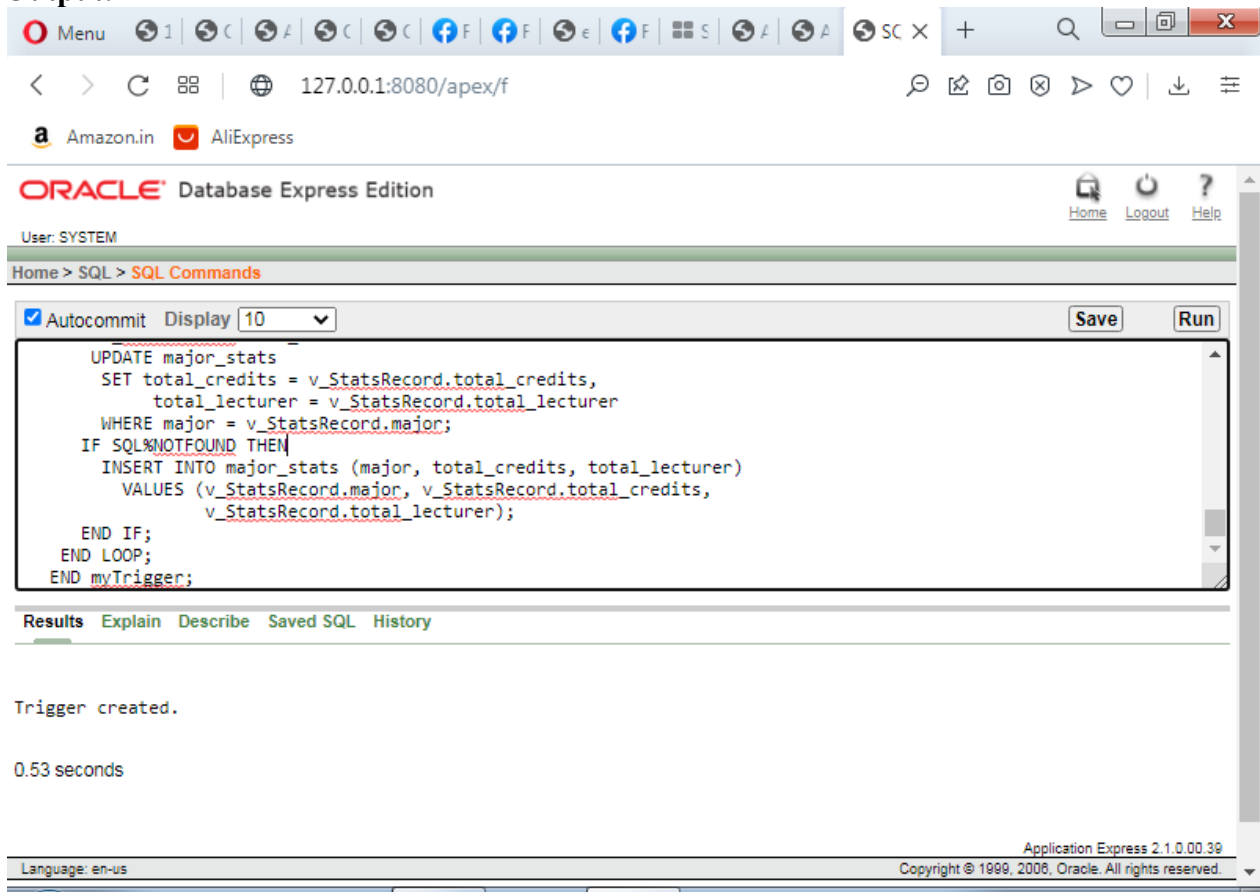 Menu 1 C A C C F F e F S A A SC
127.0.0.1:8080/apex/f
a Amazon.in AliExpress
ORACLE Database Express Edition
Home Logout Help
User: SYSTEM
Home > SQL > SQL Commands
Autocommit Display 10 Save Run
UPDATE major_stats
SET total_credits = v_StatsRecord.total_credits,
total_lecturer = v_StatsRecord.total_lecturer
WHERE major = v_StatsRecord.major;
IF SQL%NOTFOUND THEN
INSERT INTO major_stats (major, total_credits, total_lecturer)
VALUES (v_StatsRecord.major, v_StatsRecord.total_credits,
v_StatsRecord.total_lecturer);
END IF;
END LOOP;
END myTrigger;
Results Explain Describe Saved SQL History
Trigger created.
0.53 seconds
Application Express 2.1.0.00.39
Language: en-us Copyright © 1999, 2006, Oracle. All rights reserved.